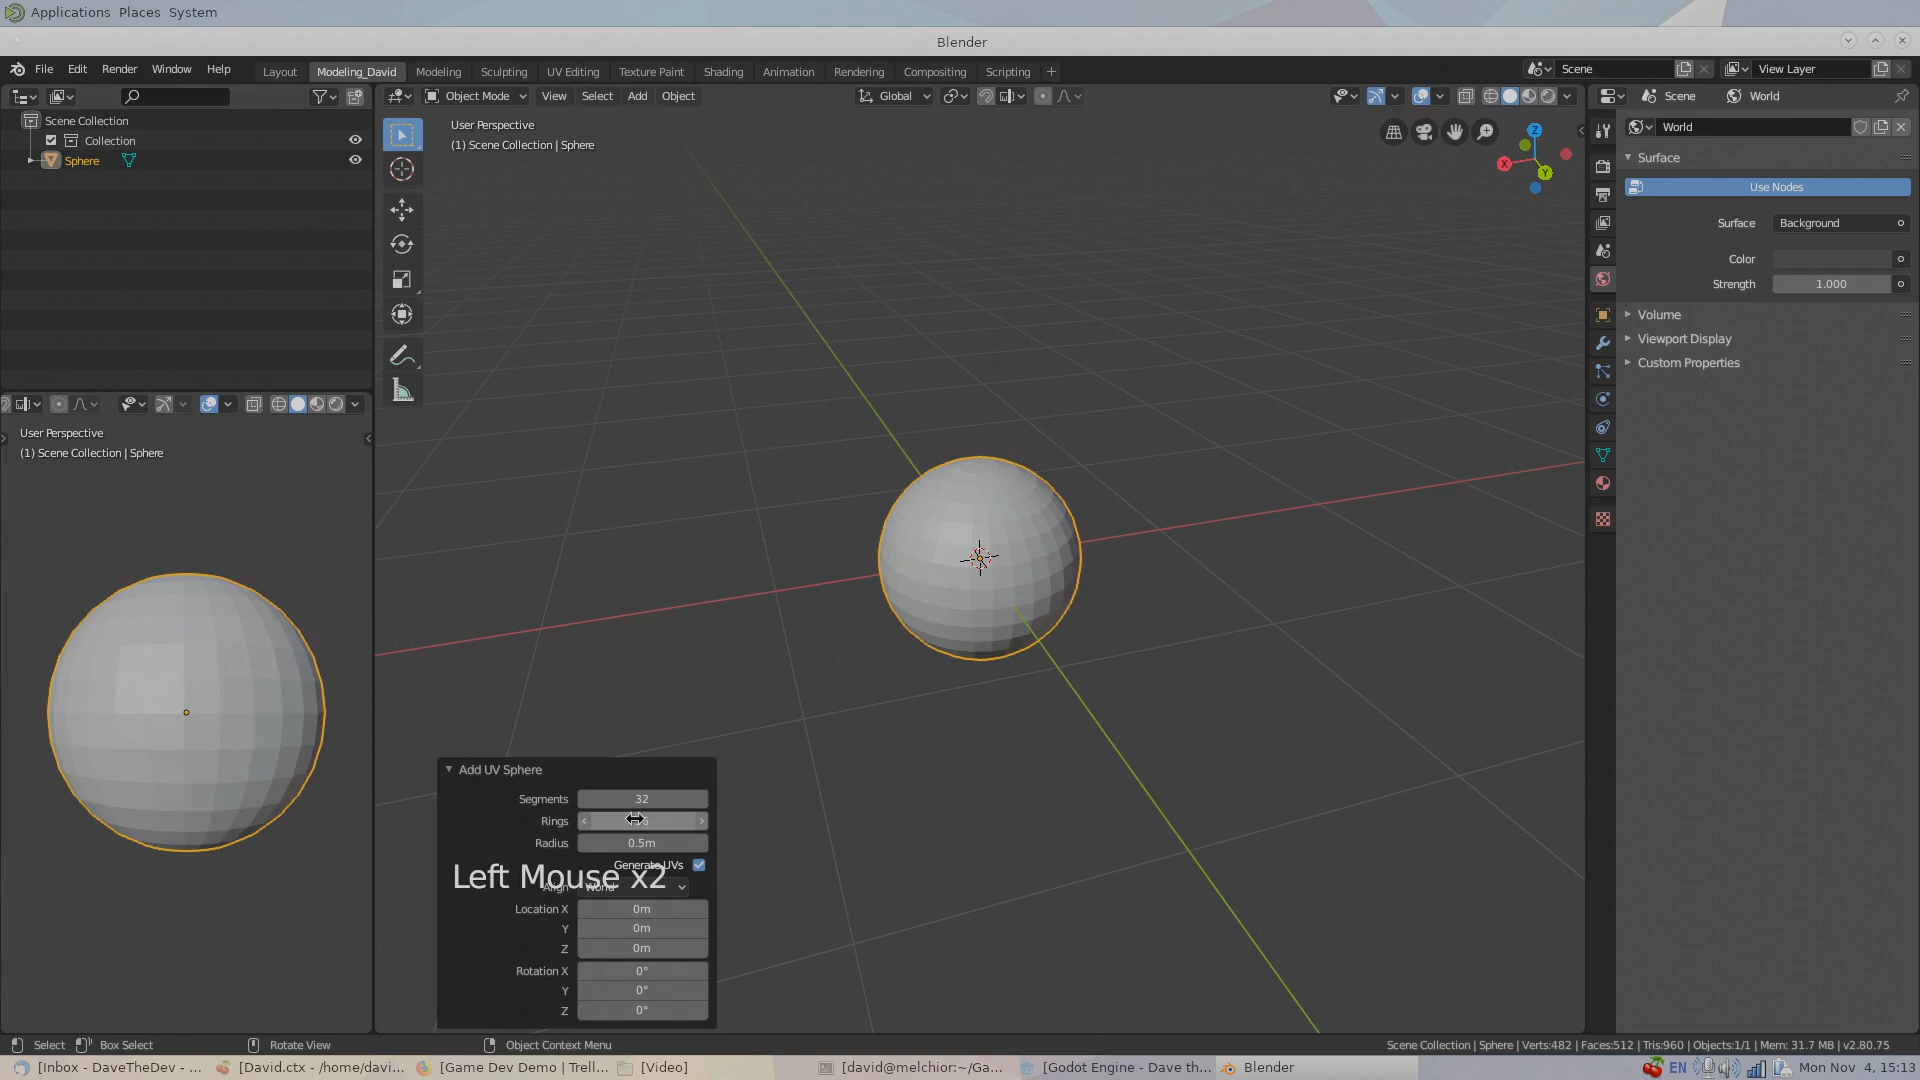 Applications Places System
Blender
File Edit Render Window Help
Layout Modeling_David Modeling Sculpting UV Editing Texture Paint Shading Animation Rendering Compositing Scripting
Scene
View Layer
Scene Collection
Collection
Sphere
Object Mode View Select Add Object
Global
User Perspective
(1) Scene Collection | Sphere
Z
X
Y
Scene World
World
Surface
Use Nodes
Surface Background
Color
Strength 1.000
Volume
Viewport Display
Custom Properties
User Perspective
(1) Scene Collection | Sphere
Add UV Sphere
Segments 32
Rings
Radius 0.5m
Generate UVs
Left Mouse x2
Align World
Location X 0m
Y 0m
Z 0m
Rotation X 0°
Y 0°
Z 0°
Select Box Select Rotate View Object Context Menu
Scene Collection | Sphere | Verts:482 | Faces:512 | Tris:960 | Objects:1/1 | Mem: 31.7 MB | v2.80.75
[Inbox - DaveTheDev - ... [David.ctx - /home/davi... [Game Dev Demo | Trell... [Video] [david@melchior:~/Ga... [Godot Engine - Dave th... Blender
EN Mon Nov 4, 15:13